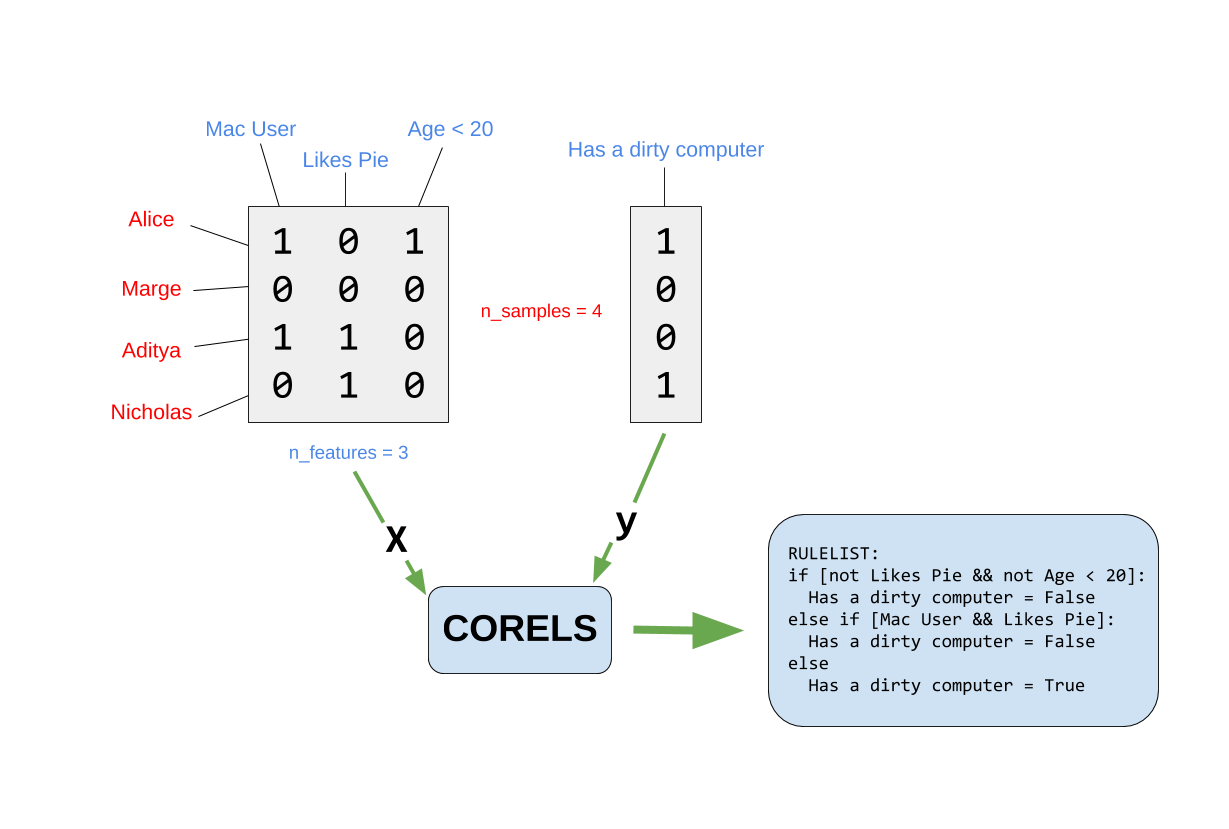 Mac User
Age < 20
Likes Pie
Has a dirty computer
Alice
Marge
Aditya
Nicholas
1 0 1
0 0 0
1 1 0
0 1 0
n_samples = 4
1
0
0
1
n_features = 3
X
y
CORELS
RULELIST:
if [not Likes Pie && not Age < 20]:
Has a dirty computer = False
else if [Mac User && Likes Pie]:
Has a dirty computer = False
else
Has a dirty computer = True